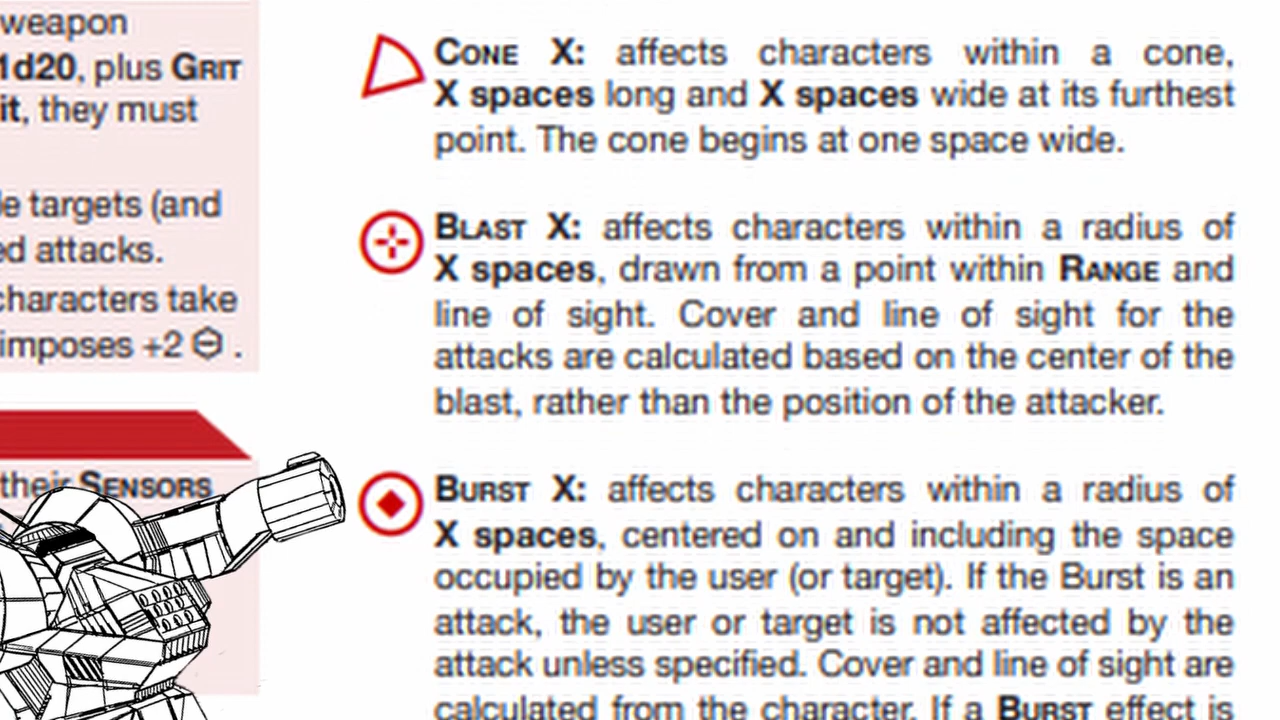 weapon
1d20, plus GRIT
it, they must
le targets (and
ed attacks.
characters take
imposes +2
their SENSORS
CONE X: affects characters within a cone,
X spaces long and X spaces wide at its furthest
point. The cone begins at one space wide.
BLAST X: affects characters within a radius of
X spaces, drawn from a point within RANGE and
line of sight. Cover and line of sight for the
attacks are calculated based on the center of the
blast, rather than the position of the attacker.
BURST X: affects characters within a radius of
X spaces, centered on and including the space
occupied by the user (or target). If the Burst is an
attack, the user or target is not affected by the
attack unless specified. Cover and line of sight are
calculated from the character. If a BURST effect is